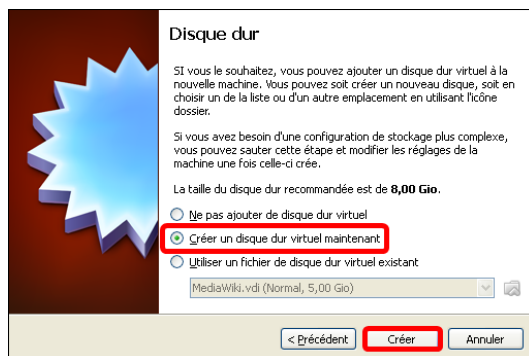 Disque dur
SI vous le souhaitez, vous pouvez ajouter un disque dur virtuel à la
nouvelle machine. Vous pouvez soit créer un nouveau disque, soit en
choisir un de la liste ou d'un autre emplacement en utilisant l'icône
dossier.
Si vous avez besoin d'une configuration de stockage plus complexe,
vous pouvez sauter cette étape et modifier les réglages de la
machine une fois celle-ci crée.
La taille du disque dur recommandée est de 8,00 Gio.
Ne pas ajouter de disque dur virtuel
Créer un disque dur virtuel maintenant
Utiliser un fichier de disque dur virtuel existant
MediaWiki.vdi (Normal, 5,00 Gio)
< Précédent
Créer
Annuler